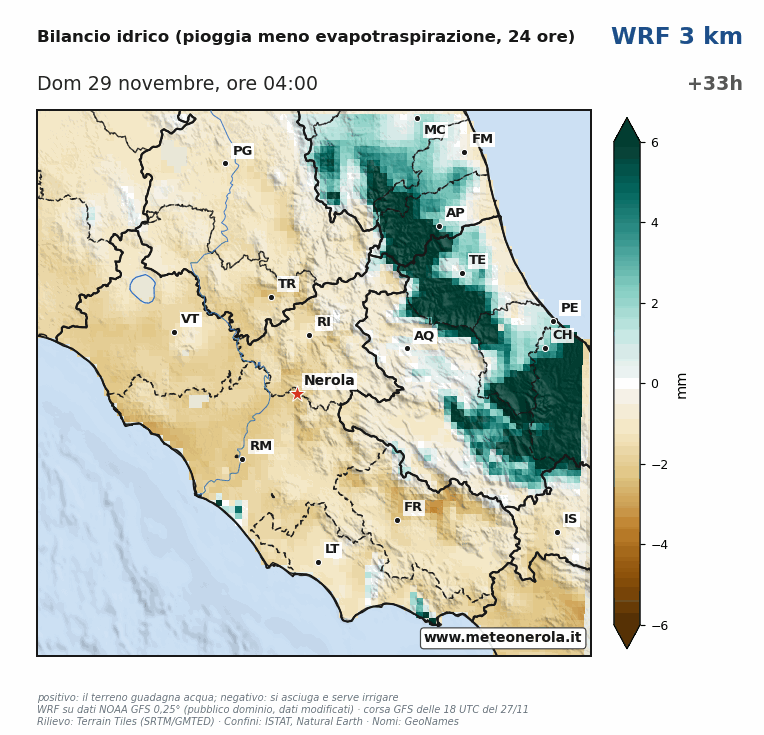 Bilancio idrico (pioggia meno evapotraspirazione, 24 ore)
WRF 3 km
Dom 29 novembre, ore 04:00
+33h
MC
FM
PG
AP
TE
TR
PE
VT
RI
AQ
CH
Nerola
RM
FR
IS
LT
www.meteonerola.it
6
4
2
0
−2
−4
−6
mm
positivo: il terreno guadagna acqua; negativo: si asciuga e serve irrigare
WRF su dati NOAA GFS 0,25° (pubblico dominio, dati modificati) · corsa GFS delle 18 UTC del 27/11
Rilievo: Terrain Tiles (SRTM/GMTED) · Confini: ISTAT, Natural Earth · Nomi: GeoNames